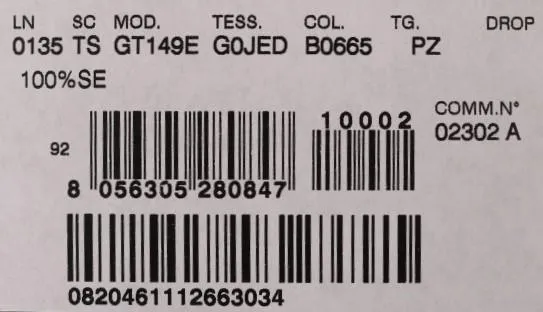 LN SC MOD. TESS. COL. TG. DROP
0135 TS GT149E G0JED B0665 PZ
100%SE
COMM.N°
02302 A
92
10002
8 056305 280847
0820461112663034